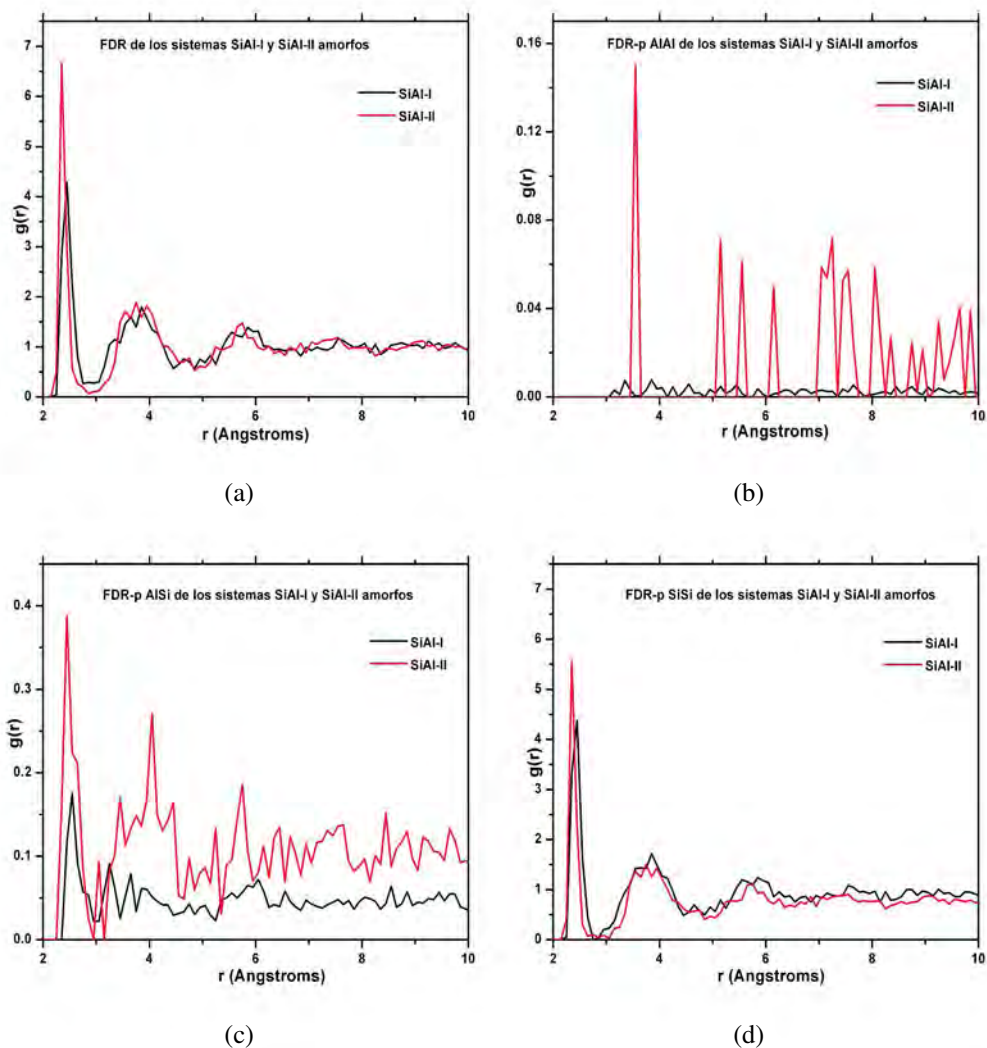 FDR de los sistemas SiAl-I y SiAl-II amorfos
SiAl-I
SiAl-II
g(r)
7
6
5
4
3
2
1
0
2 4 6 8 10
r (Angstroms)
(a)
FDR-p AlAl de los sistemas SiAl-I y SiAl-II amorfos
SiAl-I
SiAl-II
g(r)
0.16
0.12
0.08
0.04
0.00
2 4 6 8 10
r (Angstroms)
(b)
FDR-p AlSi de los sistemas SiAl-I y SiAl-II amorfos
SiAl-I
SiAl-II
g(r)
0.4
0.3
0.2
0.1
0.0
2 4 6 8 10
r (Angstroms)
(c)
FDR-p SiSi de los sistemas SiAl-I y SiAl-II amorfos
SiAl-I
SiAl-II
g(r)
7
6
5
4
3
2
1
0
2 4 6 8 10
r (Angstroms)
(d)